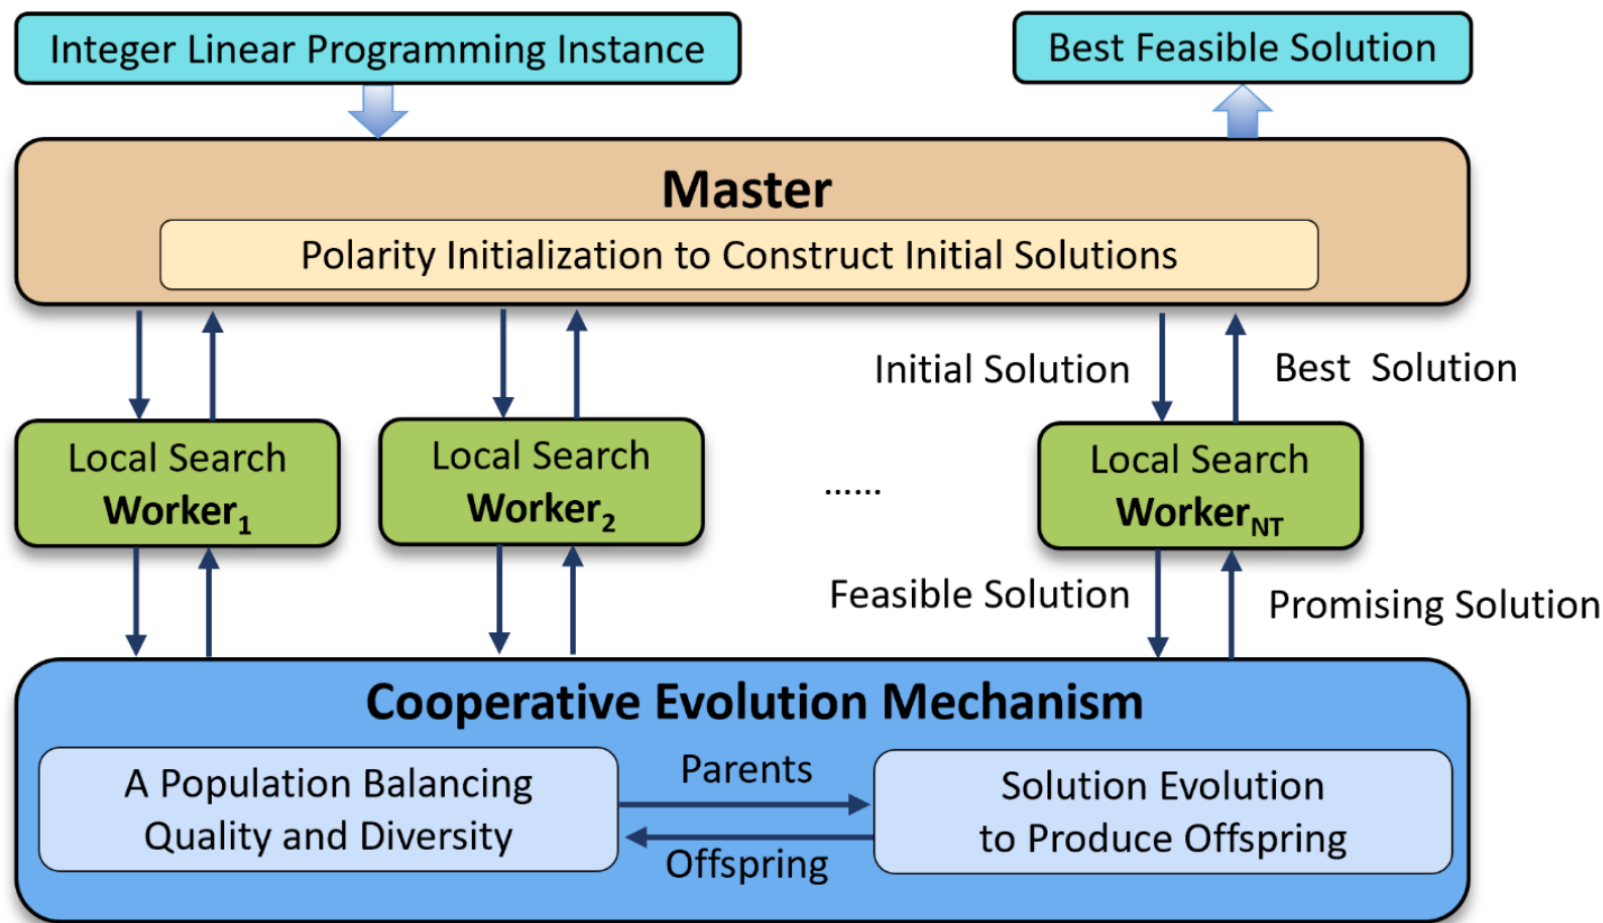 Integer Linear Programming Instance
Best Feasible Solution
Master
Polarity Initialization to Construct Initial Solutions
Initial Solution
Best Solution
Local Search
Worker₁
Local Search
Worker₂
......
Local Search
Worker_NT
Feasible Solution
Promising Solution
Cooperative Evolution Mechanism
A Population Balancing
Quality and Diversity
Parents
Offspring
Solution Evolution
to Produce Offspring